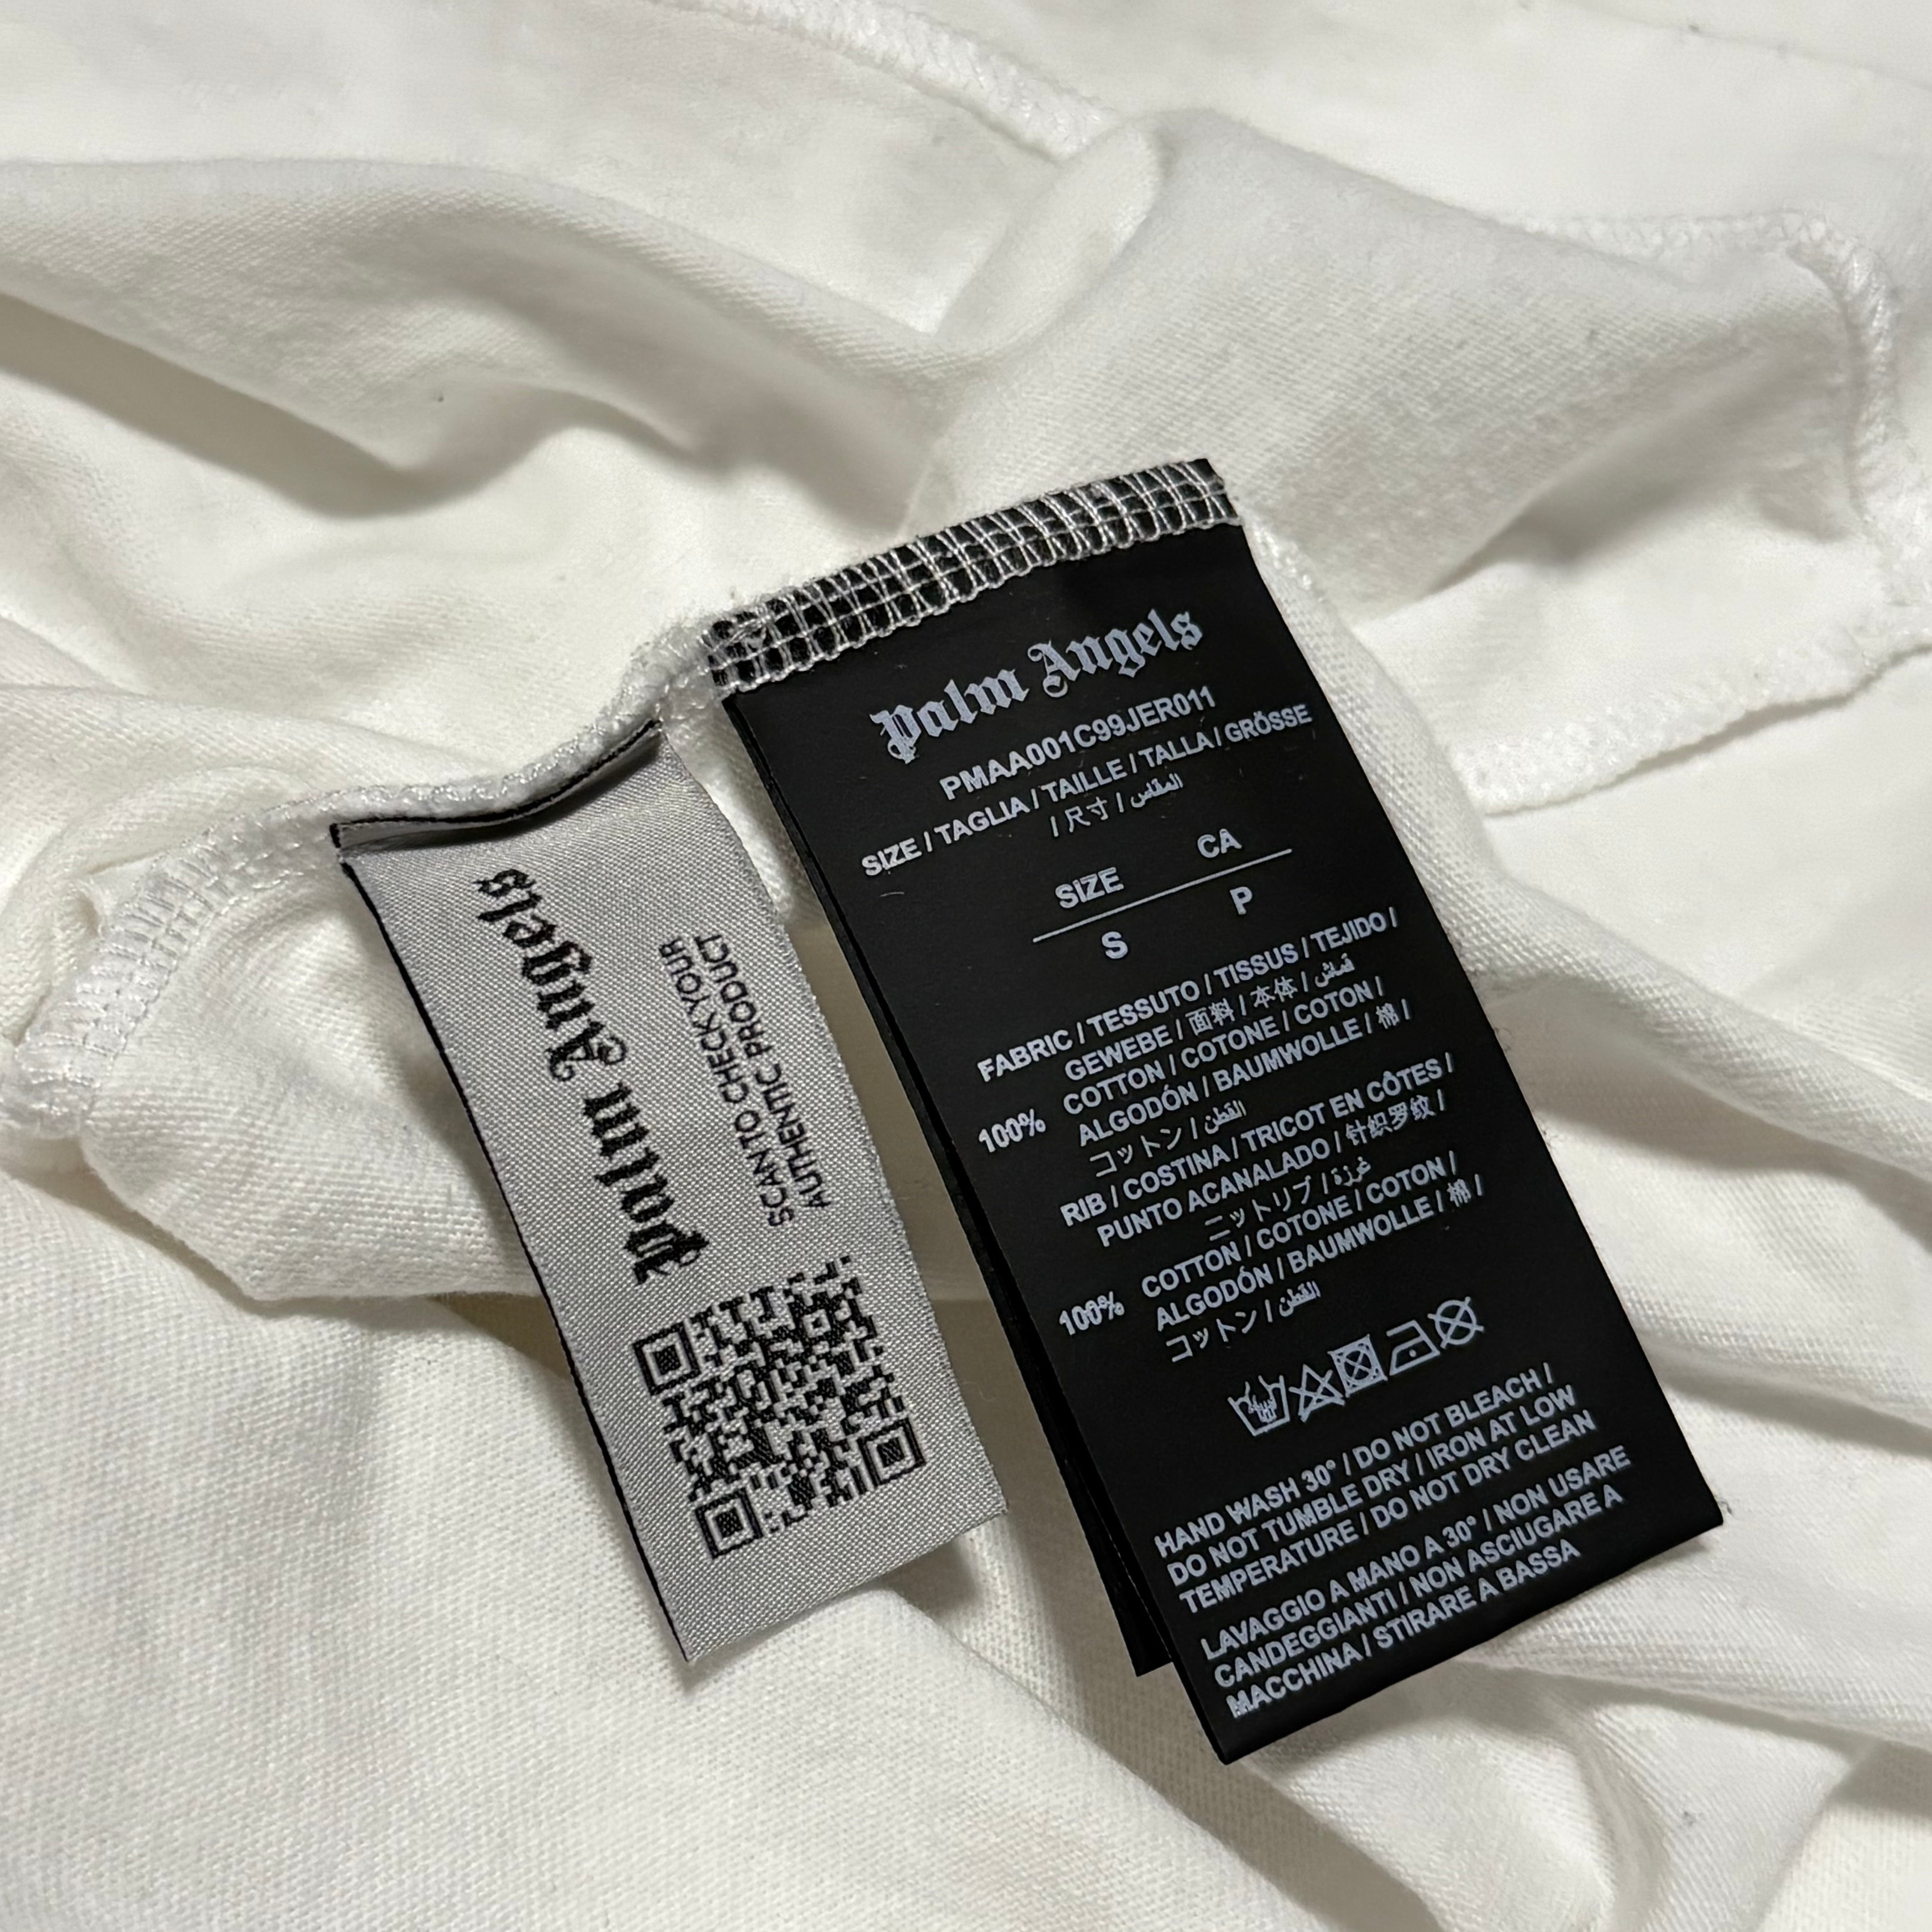 Palm Angels
SCAN TO CHECK YOUR
AUTHENTIC PRODUCT
Palm Angels
PMAA001C99JER011
SIZE / TAGLIA / TAILLE / TALLA / GRÖSSE
/ 尺寸 / المقاس
SIZE CA
S P
FABRIC / TESSUTO / TISSUS / TEJIDO /
GEWEBE / 面料 / 本体 / قماش
COTTON / COTONE / COTON /
100% ALGODÓN / BAUMWOLLE / 棉 /
コットン / القطن
RIB / COSTINA / TRICOT EN CÔTES /
PUNTO ACANALADO / 针织罗纹 /
ニットリブ / غرزة
COTTON / COTONE / COTON /
100% ALGODÓN / BAUMWOLLE / 棉 /
コットン / القطن
HAND WASH 30° / DO NOT BLEACH /
DO NOT TUMBLE DRY / IRON AT LOW
TEMPERATURE / DO NOT DRY CLEAN
LAVAGGIO A MANO A 30° / NON USARE
CANDEGGIANTI / NON ASCIUGARE A
MACCHINA / STIRARE A BASSA